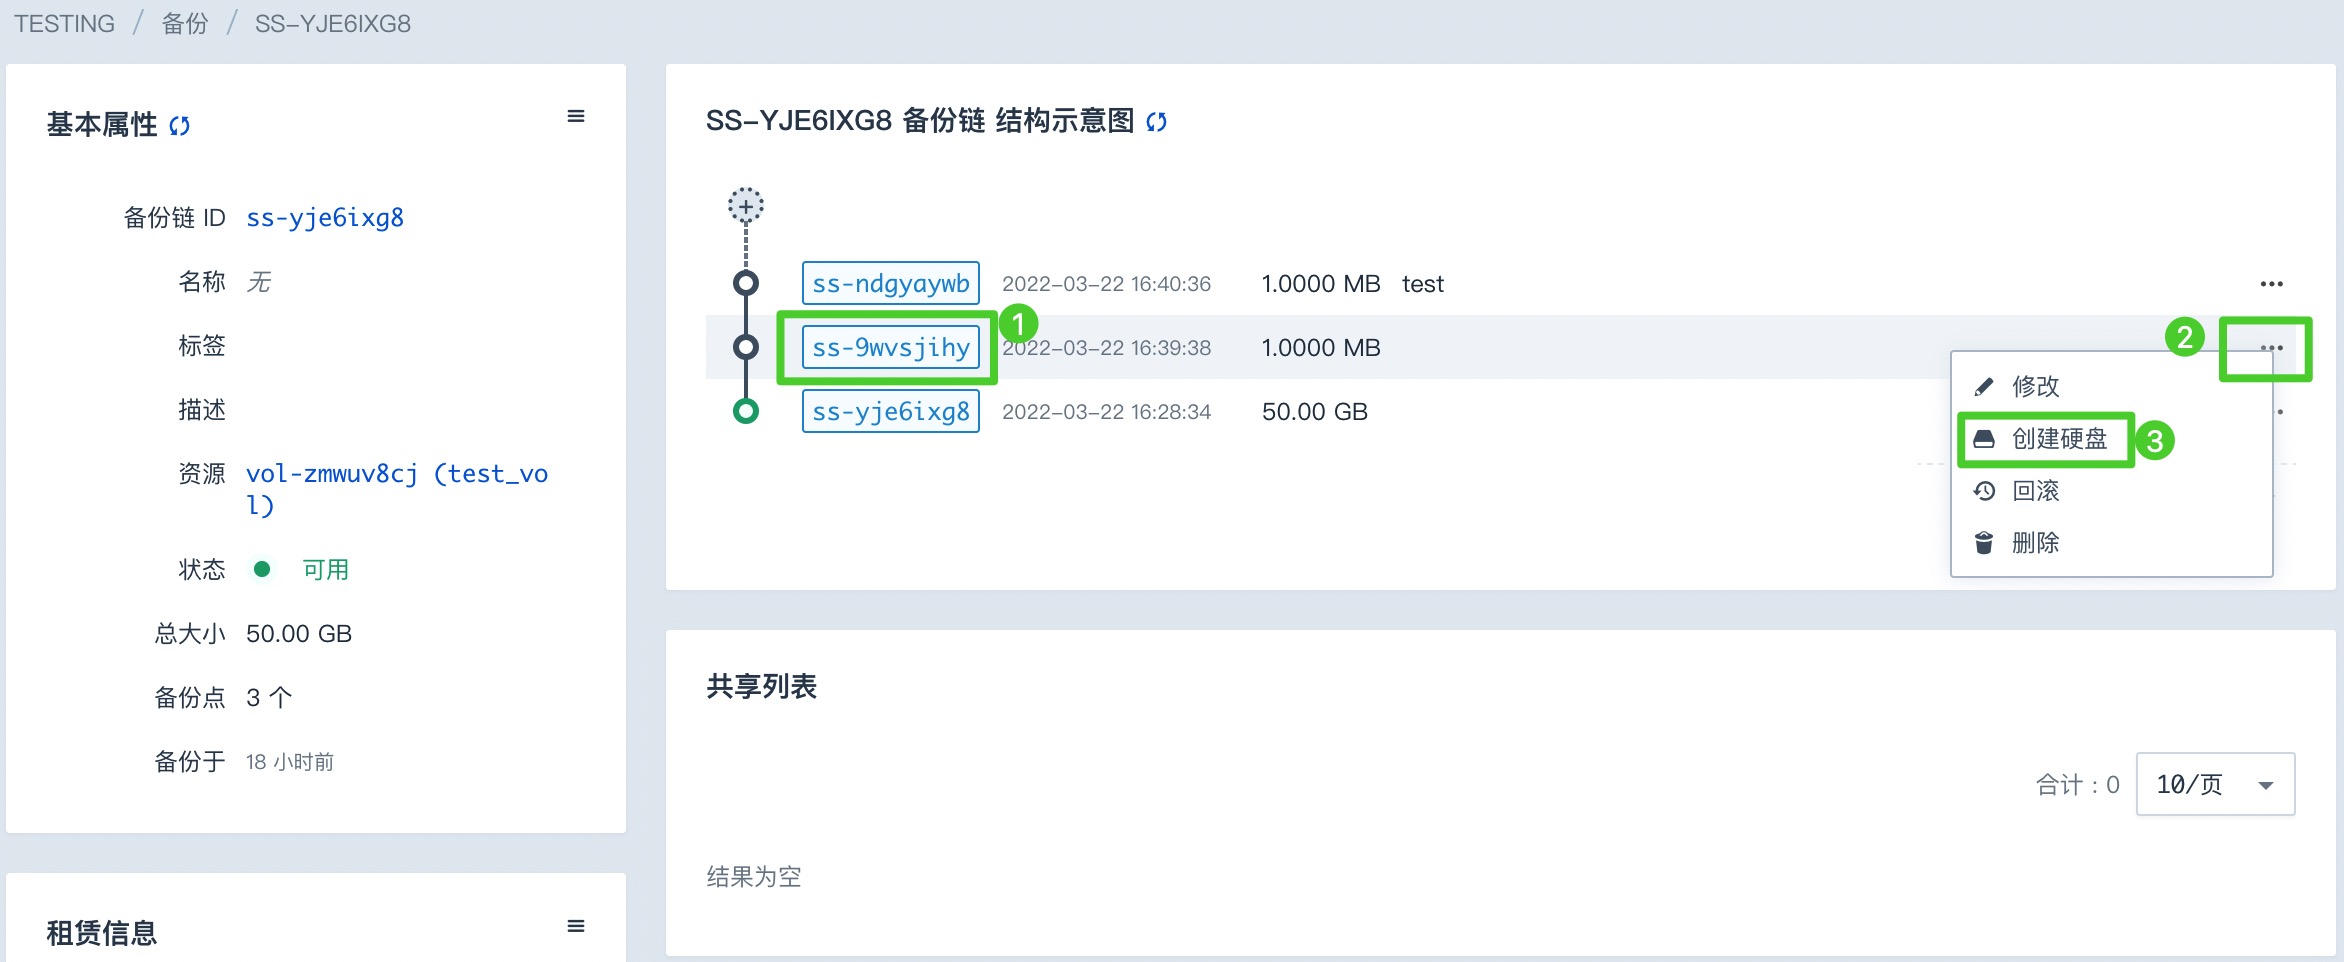 TESTING / 备份 / SS-YJE6IXG8
基本属性
备份链 ID ss-yje6ixg8
名称 无
标签
描述
资源 vol-zmwuv8cj (test_vo
l)
状态 可用
总大小 50.00 GB
备份点 3 个
备份于 18 小时前
租赁信息
SS-YJE6IXG8 备份链 结构示意图
ss-ndgyaywb 2022-03-22 16:40:36 1.0000 MB test
ss-9wvsjihy 1 2022-03-22 16:39:38 1.0000 MB 2
ss-yje6ixg8 2022-03-22 16:28:34 50.00 GB
修改
创建硬盘 3
回滚
删除
共享列表
合计：0 10/页
结果为空